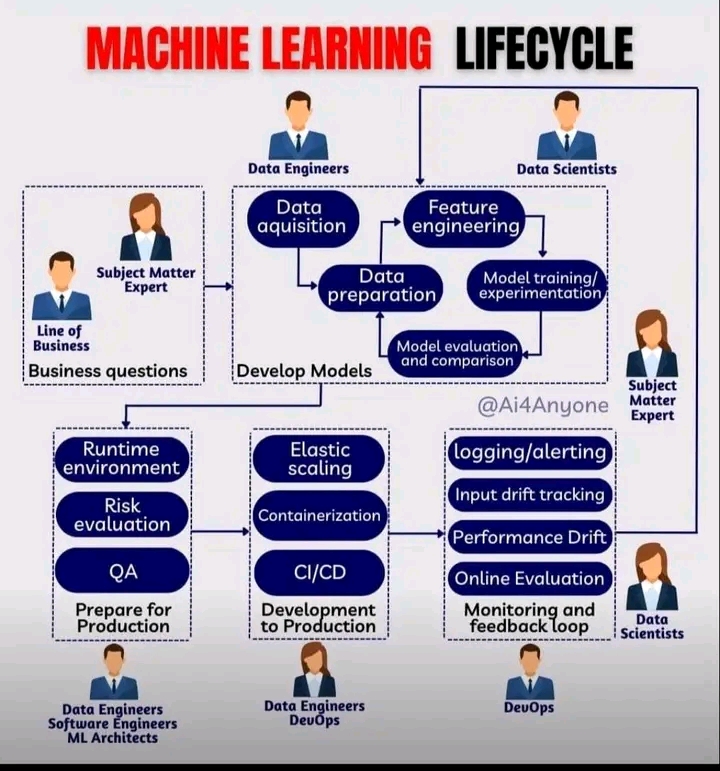 MACHINE LEARNING LIFECYCLE
Data Engineers
Data Scientists
Subject Matter
Expert
Line of
Business
Business questions
Data
aquisition
Feature
engineering
Data
preparation
Model training/
experimentation
Model evaluation
and comparison
Develop Models
@Ai4Anyone
Subject
Matter
Expert
Runtime
environment
Risk
evaluation
QA
Prepare for
Production
Elastic
scaling
Containerization
CI/CD
Development
to Production
logging/alerting
Input drift tracking
Performance Drift
Online Evaluation
Monitoring and
feedback loop
Data
Scientists
Data Engineers
Software Engineers
ML Architects
Data Engineers
DevOps
DevOps